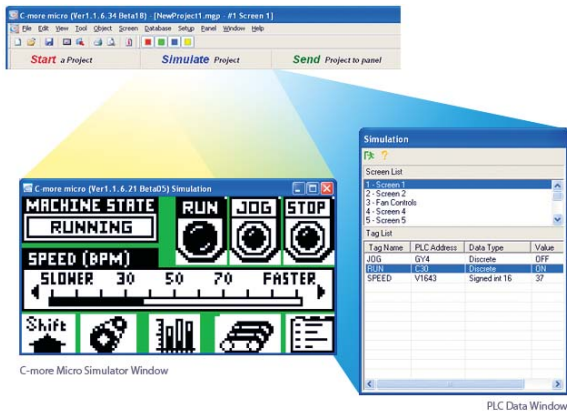 C-more micro (Ver1.1.6.34 Beta18) - [NewProject1.mgp - #1 Screen 1]
File Edit View Tool Object Screen Database Setup Panel Window Help
Start a Project Simulate Project Send Project to panel
Simulation
Screen List
1 - Screen 1
2 - Screen 2
3 - Fan Controls
4 - Screen 4
5 - Screen 5
Tag List
Tag Name PLC Address Data Type Value
JOG GY4 Discrete OFF
RUN C30 Discrete ON
SPEED V1643 Signed int 16 37
PLC Data Window
C-more micro (Ver1.1.6.21 Beta05) Simulation
MACHINE STATE RUN JOG STOP
RUNNING
SPEED (BPM)
SLOWER 30 50 70 FASTER
Shift
C-more Micro Simulator Window